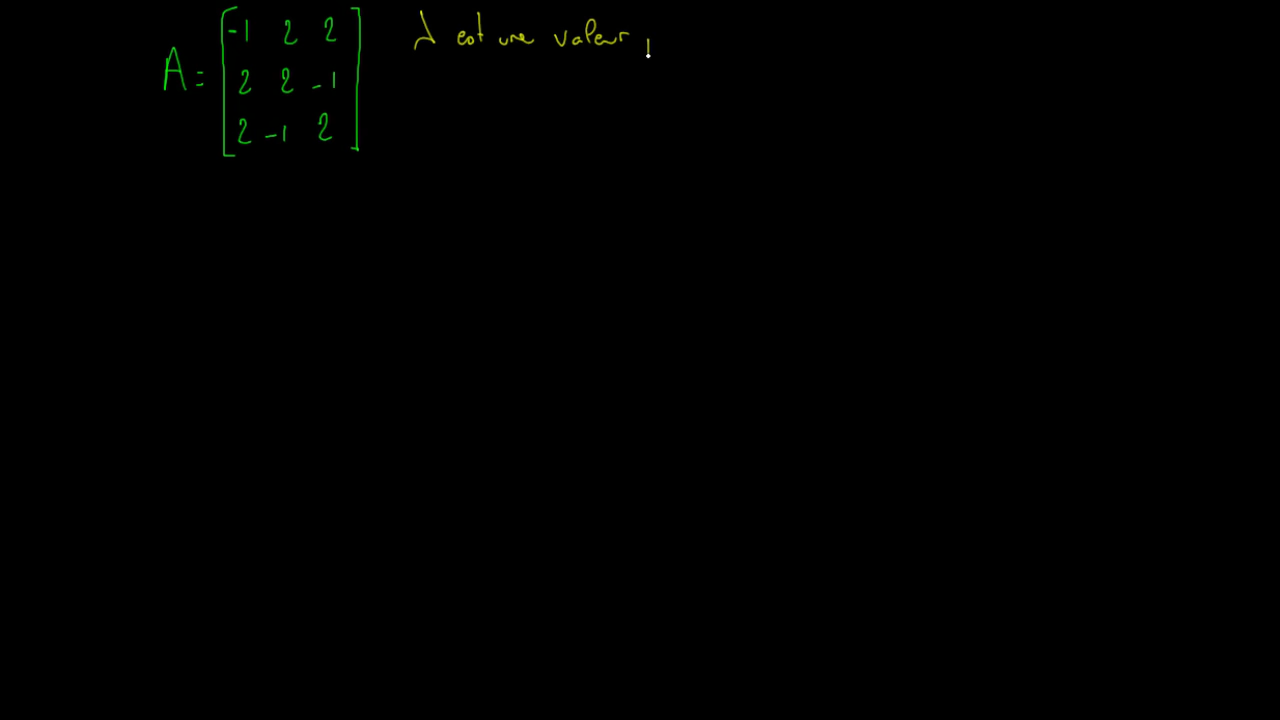 A = [ -1 2 2 λ est une valeur
2 2 -1
2 -1 2 ]